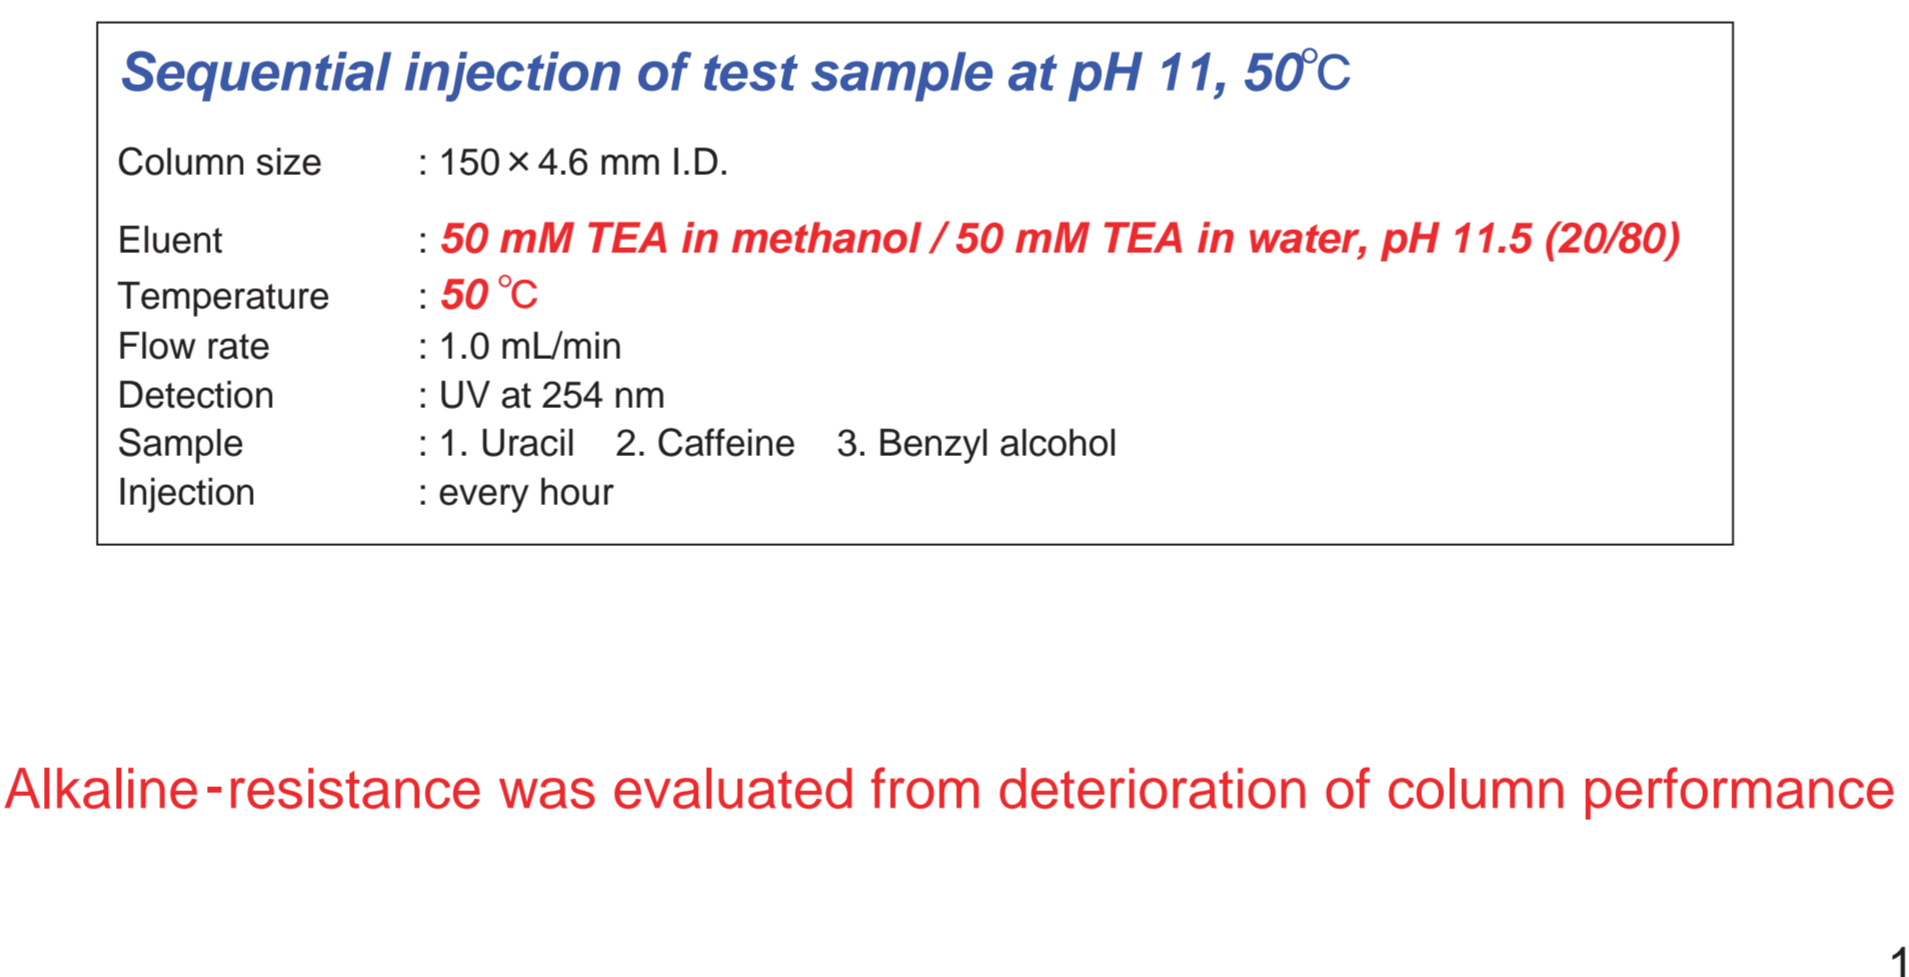 Sequential injection of test sample at pH 11, 50℃
Column size : 150×4.6 mm I.D.
Eluent : 50 mM TEA in methanol / 50 mM TEA in water, pH 11.5 (20/80)
Temperature : 50 ℃
Flow rate : 1.0 mL/min
Detection : UV at 254 nm
Sample : 1. Uracil 2. Caffeine 3. Benzyl alcohol
Injection : every hour
Alkaline-resistance was evaluated from deterioration of column performance
1